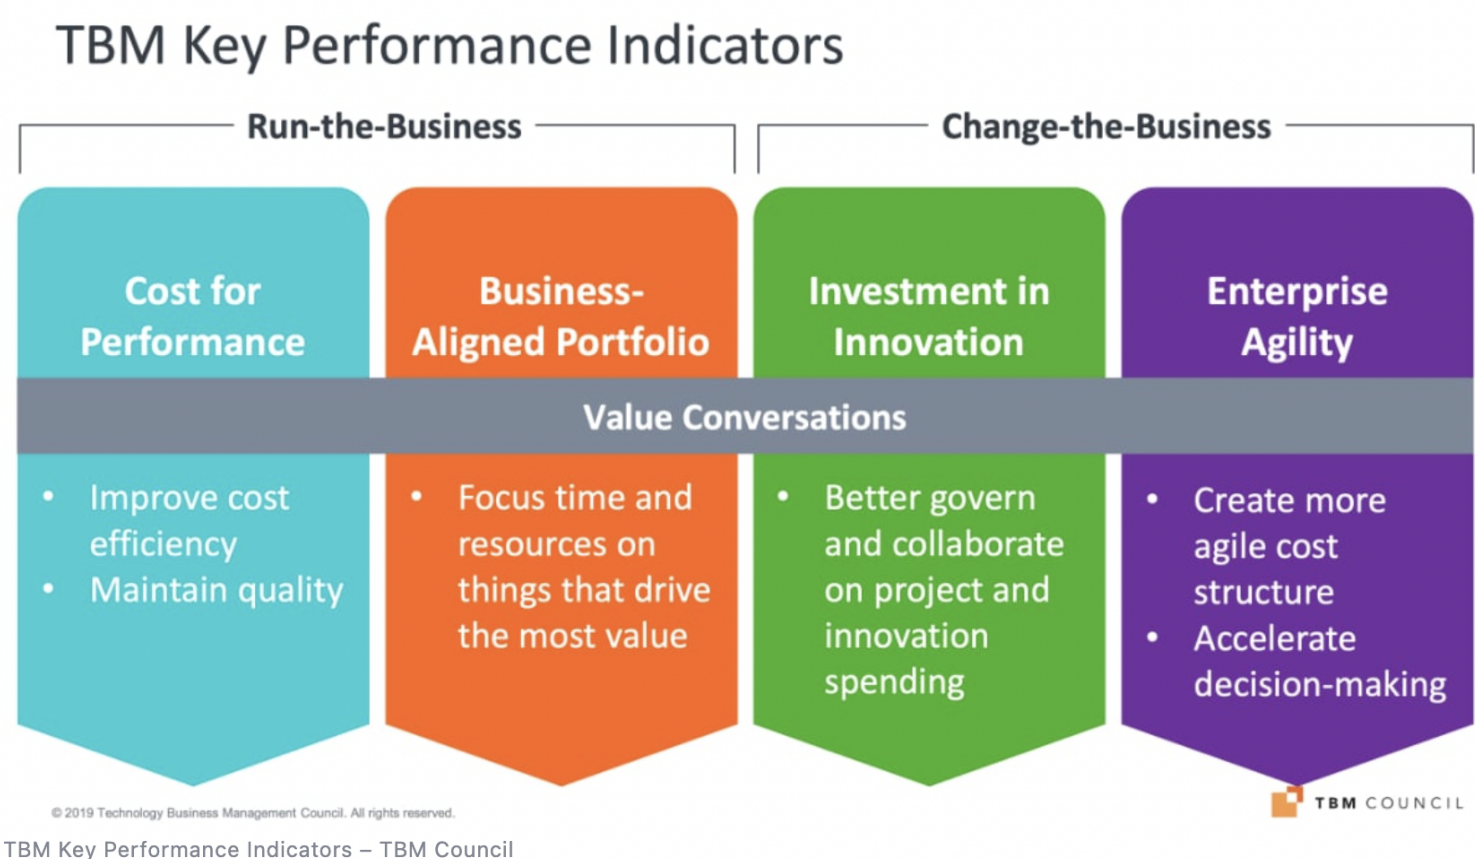 TBM Key Performance Indicators
Run-the-Business
Change-the-Business
Cost for
Performance
Business-
Aligned Portfolio
Investment in
Innovation
Enterprise
Agility
Value Conversations
• Improve cost
efficiency
• Maintain quality
• Focus time and
resources on
things that drive
the most value
• Better govern
and collaborate
on project and
innovation
spending
• Create more
agile cost
structure
• Accelerate
decision-making
© 2019 Technology Business Management Council. All rights reserved.
TBM COUNCIL
TBM Key Performance Indicators – TBM Council